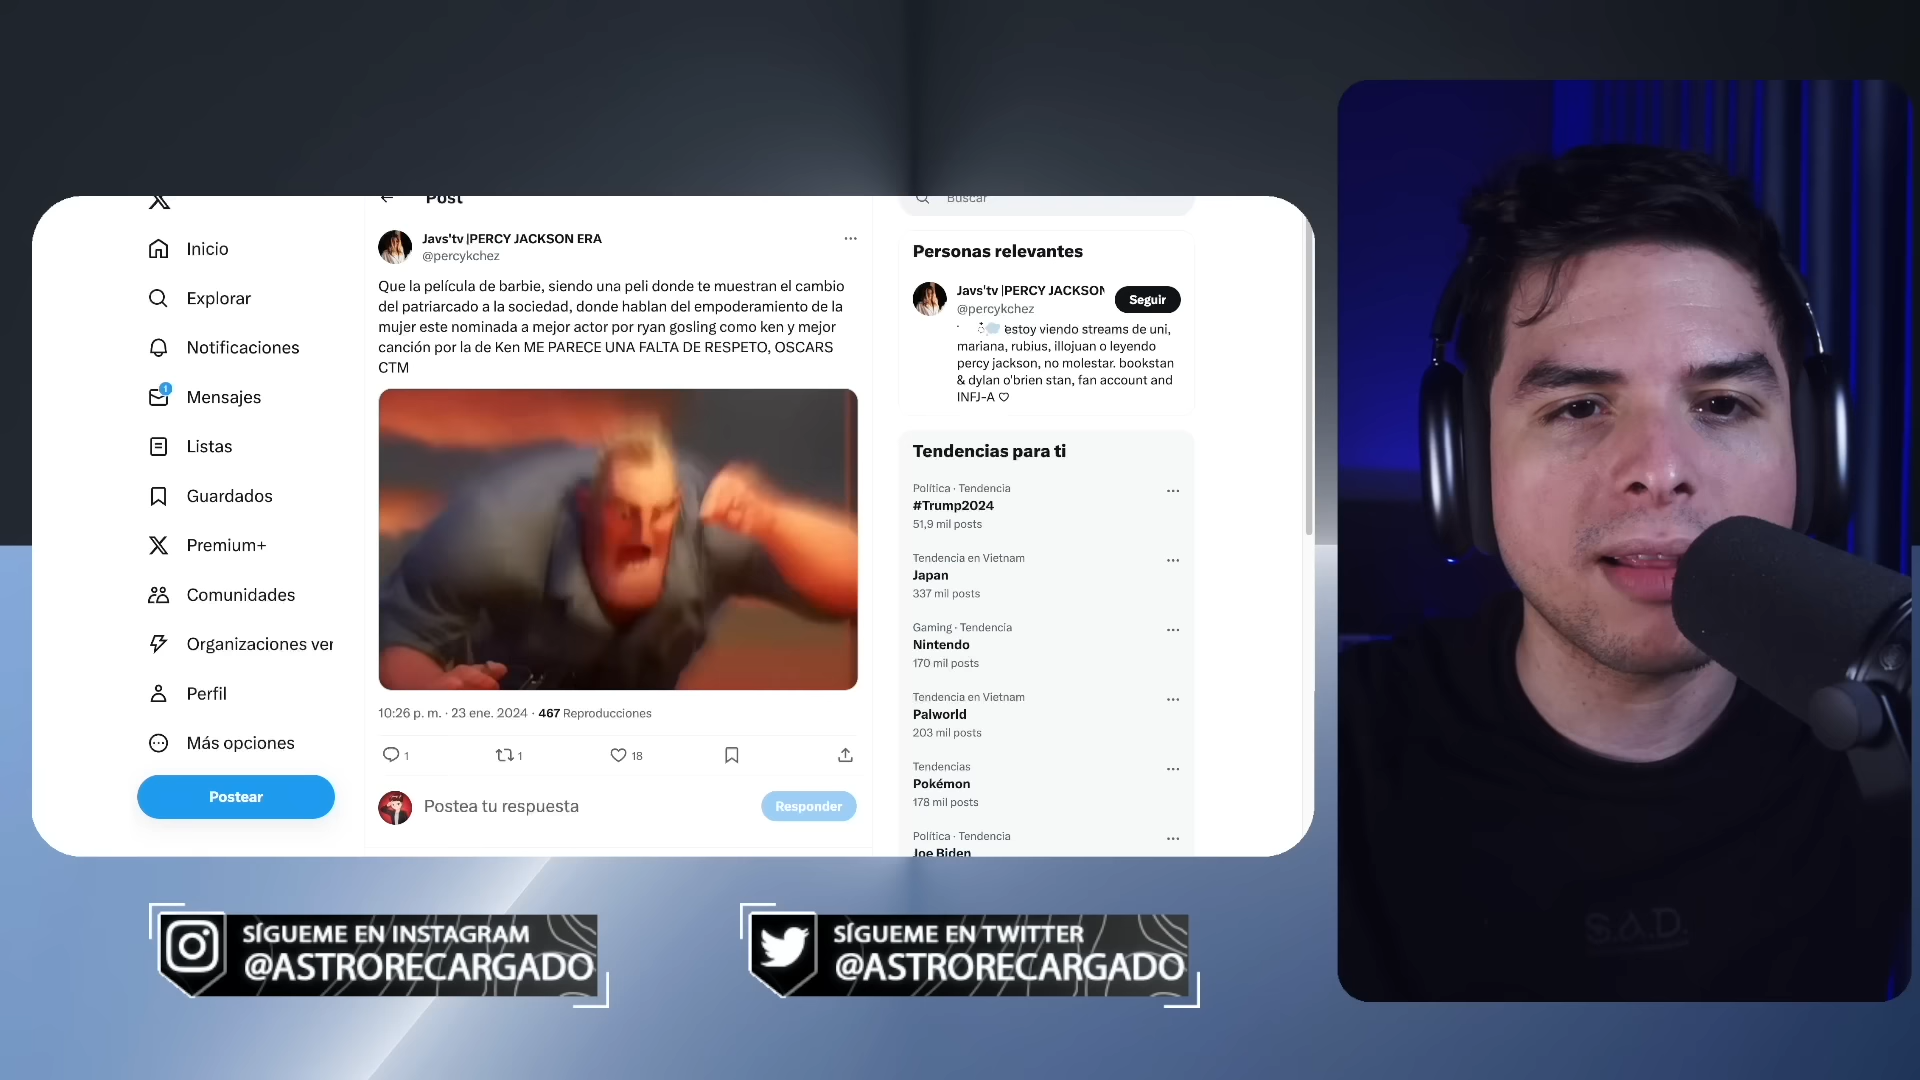 Inicio
Explorar
Notificaciones
1
Mensajes
Listas
Guardados
Premium+
Comunidades
Organizaciones ver
Perfil
Más opciones
Postear
Post
Javs'tv |PERCY JACKSON ERA
@percykchez
Que la película de barbie, siendo una peli donde te muestran el cambio
del patriarcado a la sociedad, donde hablan del empoderamiento de la
mujer este nominada a mejor actor por ryan gosling como ken y mejor
canción por la de Ken ME PARECE UNA FALTA DE RESPETO, OSCARS
CTM
10:26 p. m. · 23 ene. 2024 · 467 Reproducciones
1
1
18
Postea tu respuesta
Responder
Buscar
Personas relevantes
Javs'tv |PERCY JACKSON
@percykchez
Seguir
estoy viendo streams de uni,
mariana, rubius, illojuan o leyendo
percy jackson, no molestar. bookstan
& dylan o'brien stan, fan account and
INFJ-A ♡
Tendencias para ti
Política · Tendencia
#Trump2024
51,9 mil posts
Tendencia en Vietnam
Japan
337 mil posts
Gaming · Tendencia
Nintendo
170 mil posts
Tendencia en Vietnam
Palworld
203 mil posts
Tendencias
Pokémon
178 mil posts
Política · Tendencia
Joe Biden
S.A.D.
SÍGUEME EN INSTAGRAM
@ASTRORECARGADO
SÍGUEME EN TWITTER
@ASTRORECARGADO